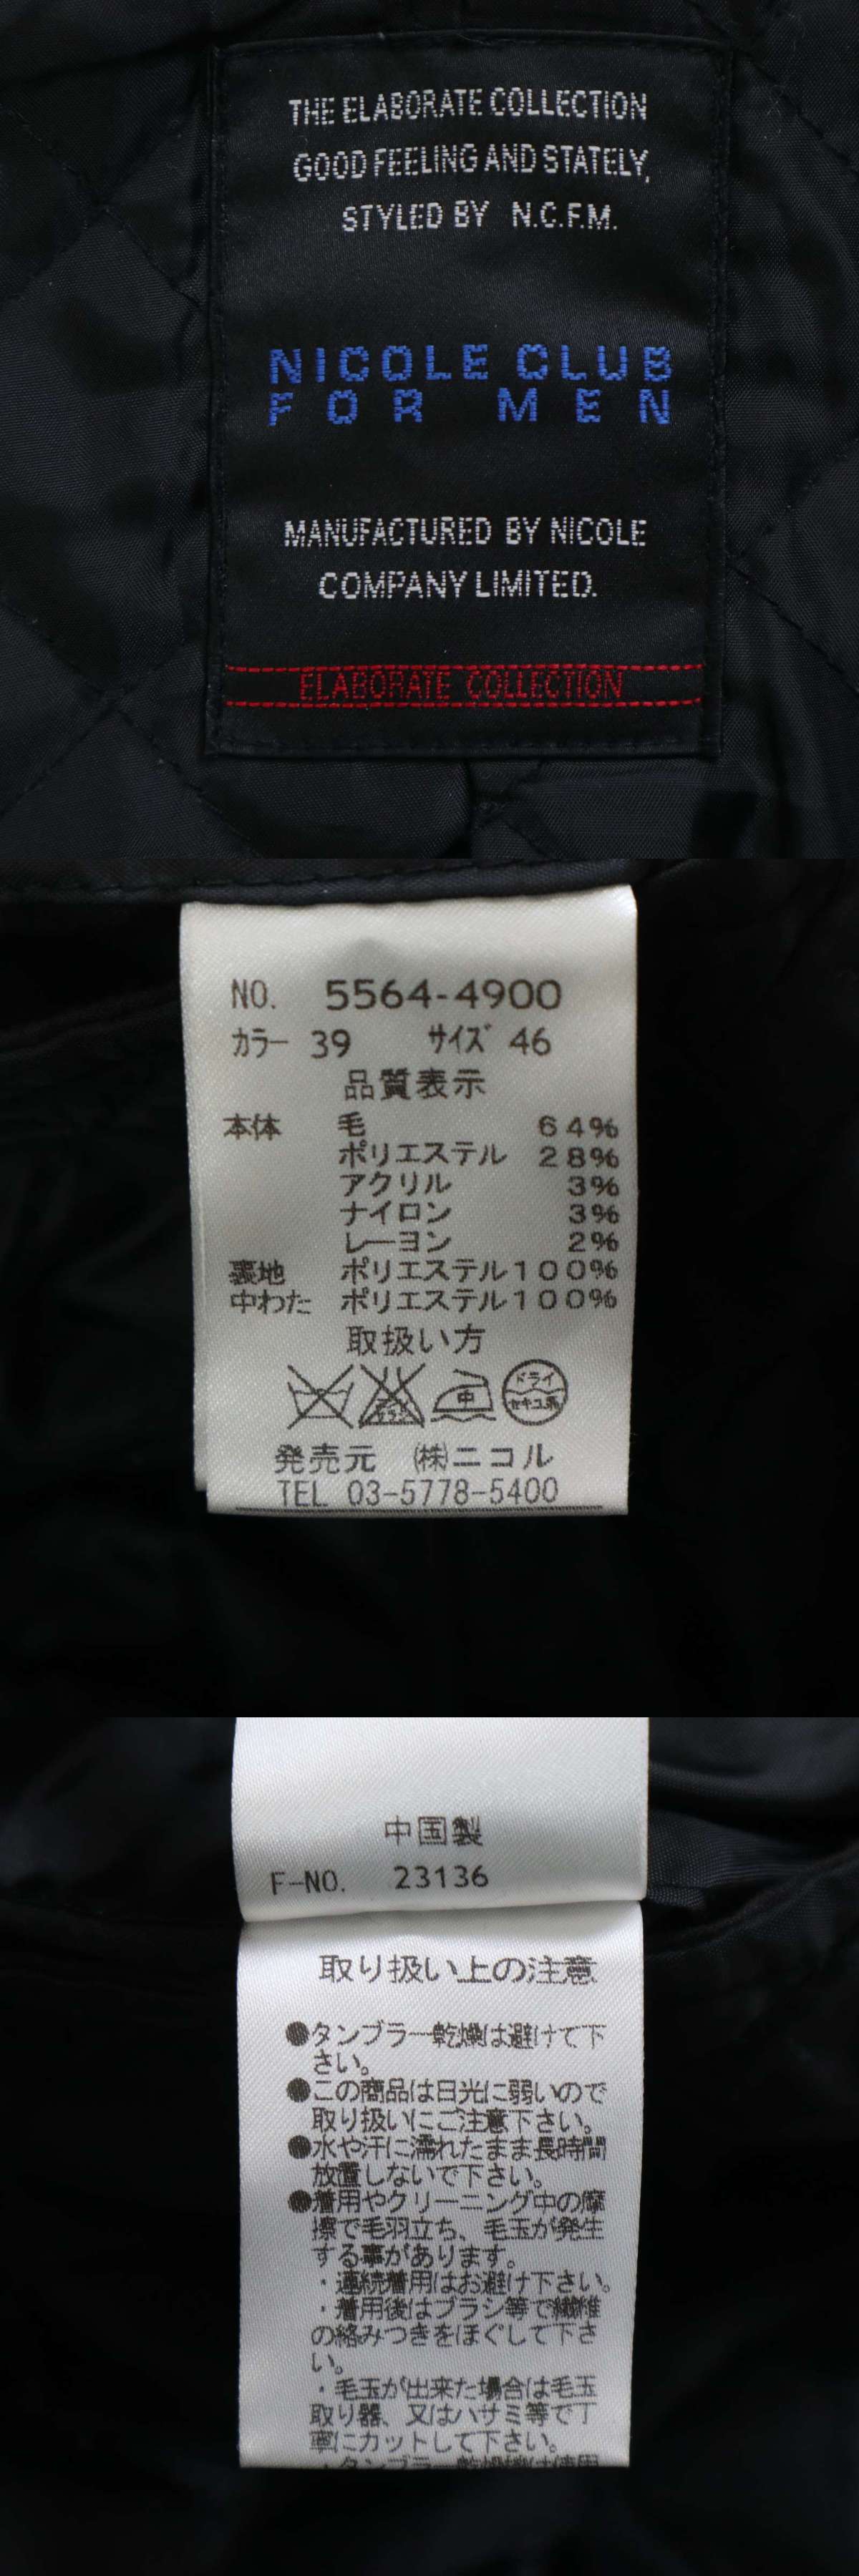 THE ELABORATE COLLECTION
GOOD FEELING AND STATELY,
STYLED BY N.C.F.M.
NICOLE CLUB
FOR MEN
MANUFACTURED BY NICOLE
COMPANY LIMITED.
ELABORATE COLLECTION
NO. 5564-4900
カラー 39 サイズ 46
品質表示
本体 毛 64%
ポリエステル 28%
アクリル 3%
ナイロン 3%
レーヨン 2%
裏地 ポリエステル100%
中わた ポリエステル100%
取扱い方
中 ドライ
セキユ系
発売元 ㈱ニコル
TEL 03-5778-5400
中国製
F-NO. 23136
取り扱い上の注意
●タンブラー乾燥は避けて下
さい。
●この商品は日光に弱いので
取り扱いにご注意下さい。
●水や汗に濡れたまま長時間
放置しないで下さい。
●着用やクリーニング中の摩
擦で毛羽立ち、毛玉が発生
する事があります。
・連続着用はお避け下さい。
・着用後はブラシ等で繊維
の絡みつきをほぐして下さ
い。
・毛玉が出来た場合は毛玉
取り器、又はハサミ等で丁
寧にカットして下さい。